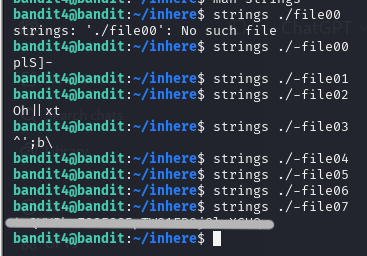 bandit4@bandit:~/inhere$ strings ./file00
strings: './file00': No such file
bandit4@bandit:~/inhere$ strings ./-file00
plS]-
bandit4@bandit:~/inhere$ strings ./-file01
bandit4@bandit:~/inhere$ strings ./-file02
Oh||xt
bandit4@bandit:~/inhere$ strings ./-file03
^';b\
bandit4@bandit:~/inhere$ strings ./-file04
bandit4@bandit:~/inhere$ strings ./-file05
bandit4@bandit:~/inhere$ strings ./-file06
bandit4@bandit:~/inhere$ strings ./-file07
bandit4@bandit:~/inhere$